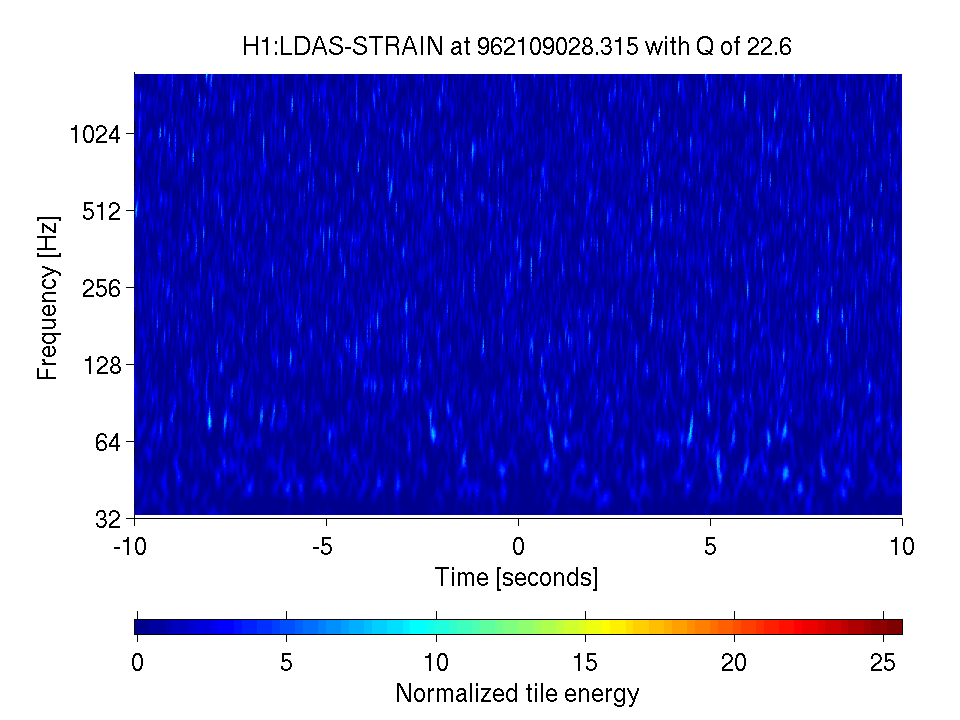 H1:LDAS-STRAIN at 962109028.315 with Q of 22.6
Frequency [Hz]
1024
512
256
128
64
32
-10 -5 0 5 10
Time [seconds]
0 5 10 15 20 25
Normalized tile energy